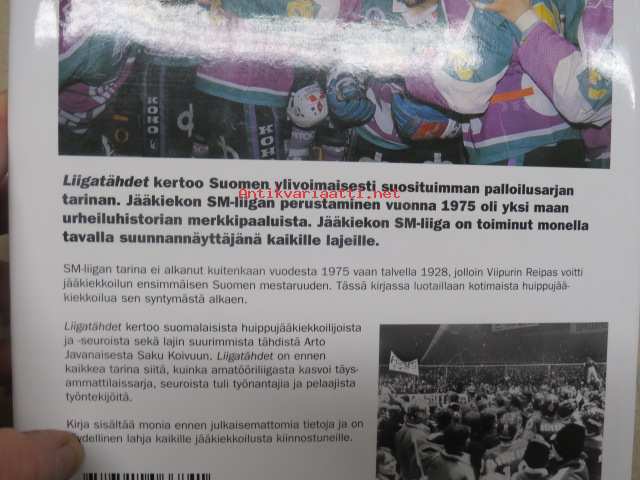 KOHO
KOHO
Liigatähdet kertoo Suomen ylivoimaisesti suosituimman palloilusarjan
tarinan. Jääkiekon SM-liigan perustaminen vuonna 1975 oli yksi maan
urheiluhistorian merkkipaaluista. Jääkiekon SM-liiga on toiminut monella
tavalla suunnannäyttäjänä kaikille lajeille.
Antikvariaatti.net
SM-liigan tarina ei alkanut kuitenkaan vuodesta 1975 vaan talvella 1928, jolloin Viipurin Reipas voitti
jääkiekkoilun ensimmäisen Suomen mestaruuden. Tässä kirjassa luotaillaan kotimaista huippujää-
kiekkoilua sen syntymästä alkaen.
Liigatähdet kertoo suomalaisista huippujääkiekkoilijoista
ja -seuroista sekä lajin suurimmista tähdistä Arto
Javanaisesta Saku Koivuun. Liigatähdet on ennen
kaikkea tarina siitä, kuinka amatööriliigasta kasvoi täys-
ammattilaissarja, seuroista tuli työnantajia ja pelaajista
työntekijöitä.
Kirja sisältää monia ennen julkaisemattomia tietoja ja on
täydellinen lahja kaikille jääkiekkoilusta kiinnostuneille.